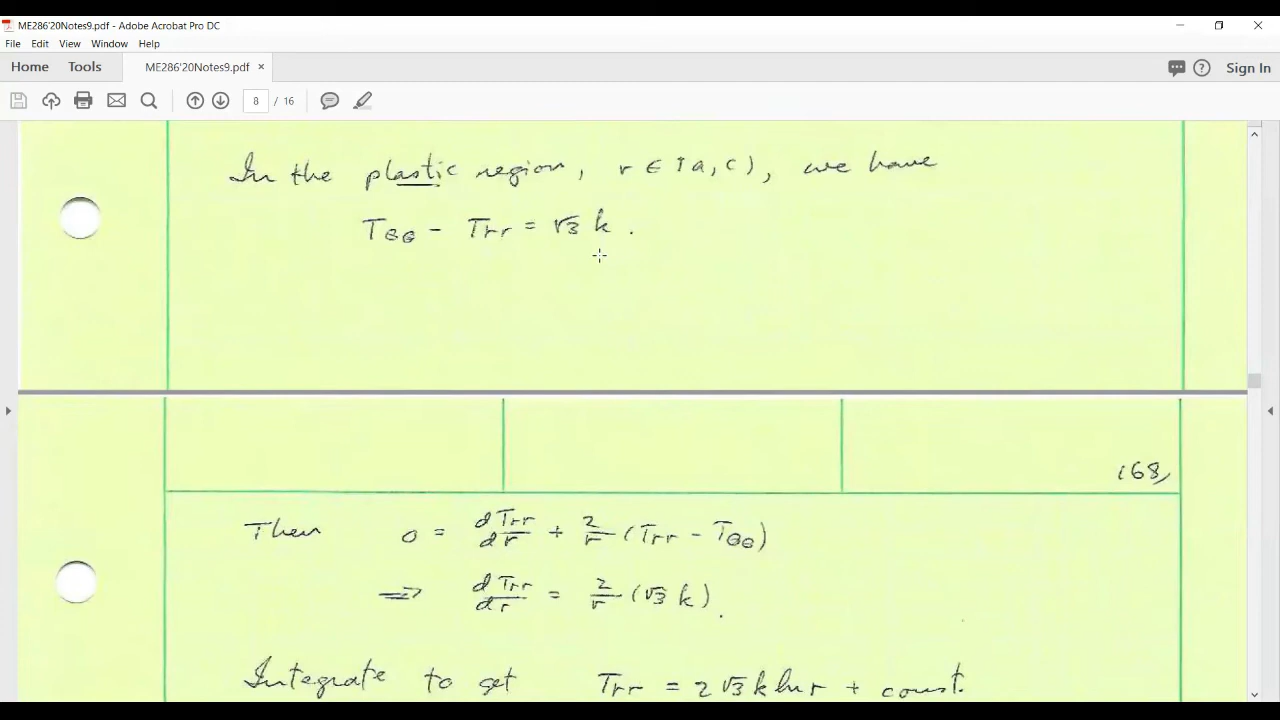 ME286'20Notes9.pdf - Adobe Acrobat Pro DC
File Edit View Window Help
Home Tools ME286'20Notes9.pdf × Sign In
8 / 16
In the plastic region, r ∈ [a, c), we have
Tθθ - Trr = √3 k .
168
Then 0 = dTrr/dr + 2/r (Trr - Tθθ)
⇒ dTrr/dr = 2/r (√3 k) .
Integrate to get Trr = 2√3 k ln r + const.